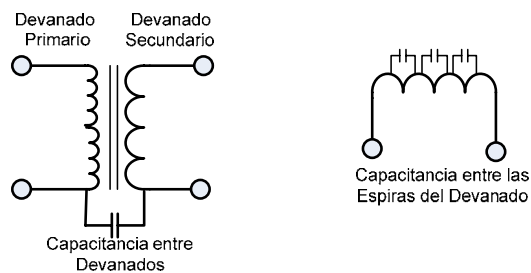 Devanado
Primario
Devanado
Secundario
Capacitancia entre
Devanados
Capacitancia entre las
Espiras del Devanado